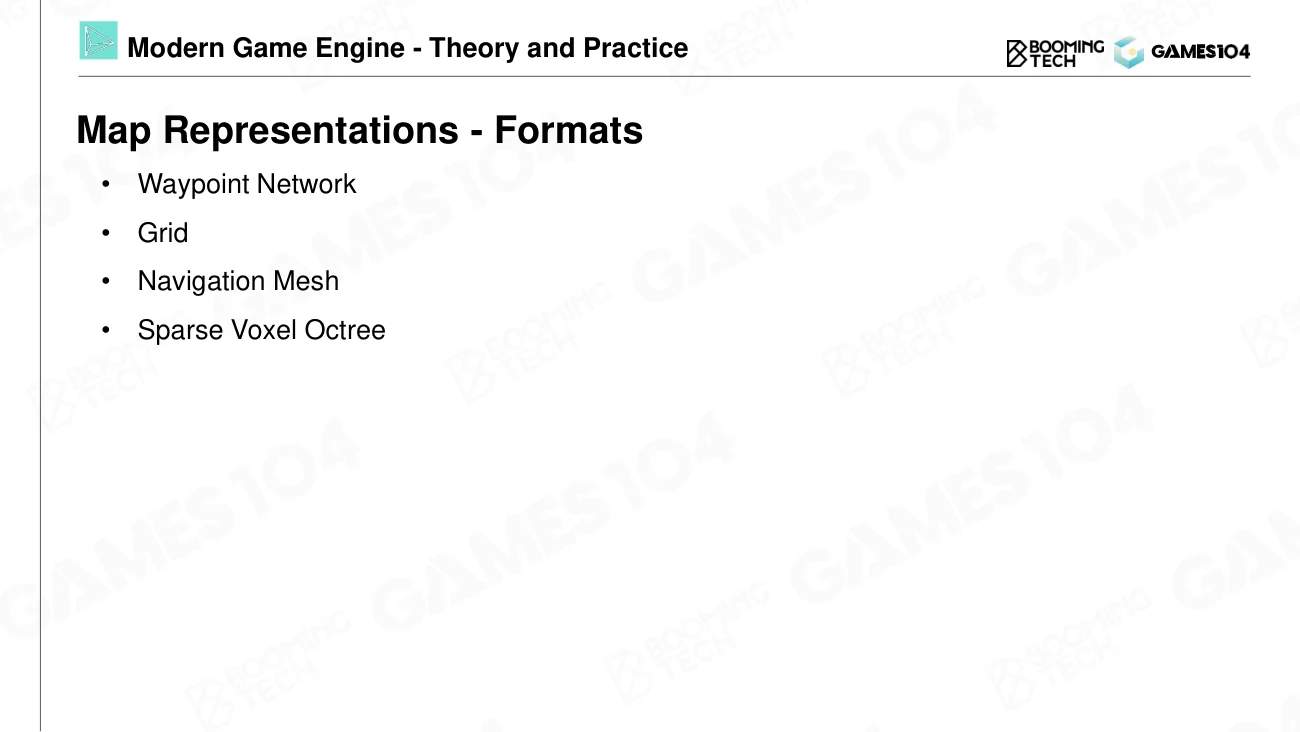 Modern Game Engine - Theory and Practice
BOOMING
TECH
GAMES104
Map Representations - Formats
• Waypoint Network
• Grid
• Navigation Mesh
• Sparse Voxel Octree